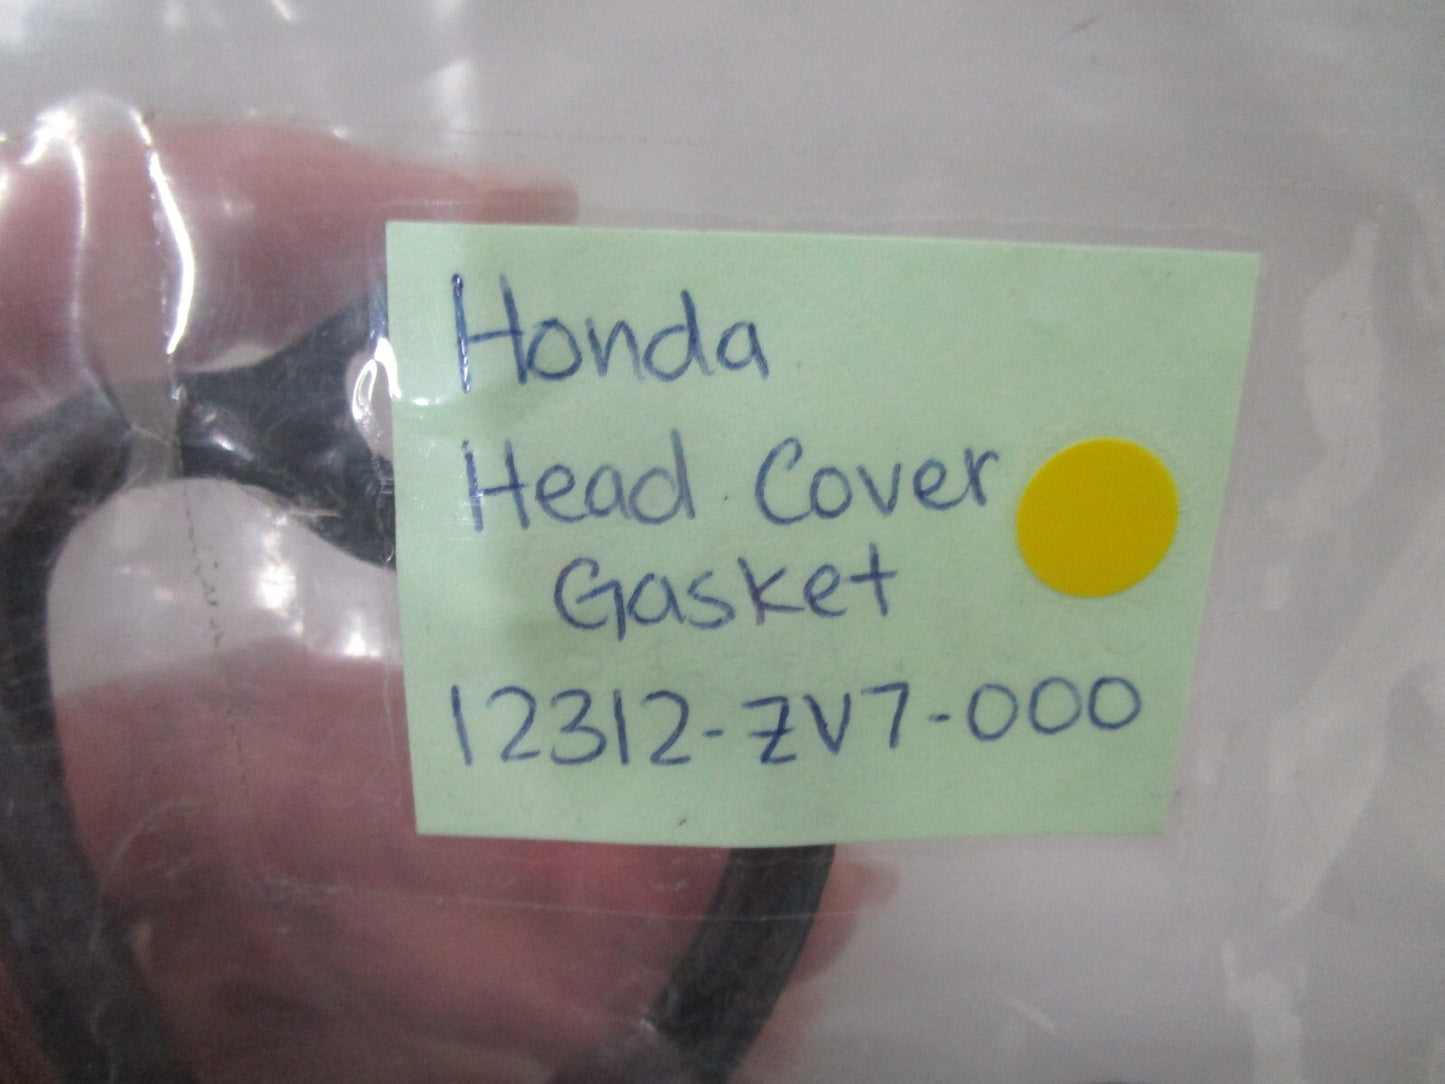 Honda
Head Cover
Gasket
12312-ZV7-000